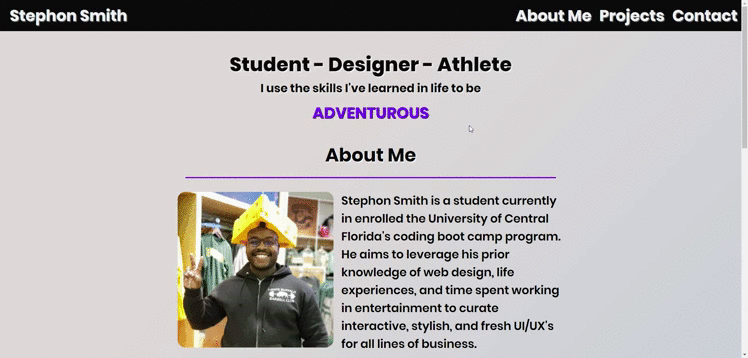 Stephon Smith
About Me Projects Contact
Student - Designer - Athlete
I use the skills I've learned in life to be
ADVENTUROUS
About Me
Stephon Smith is a student currently
in enrolled the University of Central
Florida's coding boot camp program.
He aims to leverage his prior
knowledge of web design, life
experiences, and time spent working
in entertainment to curate
interactive, stylish, and fresh UI/UX's
for all lines of business.